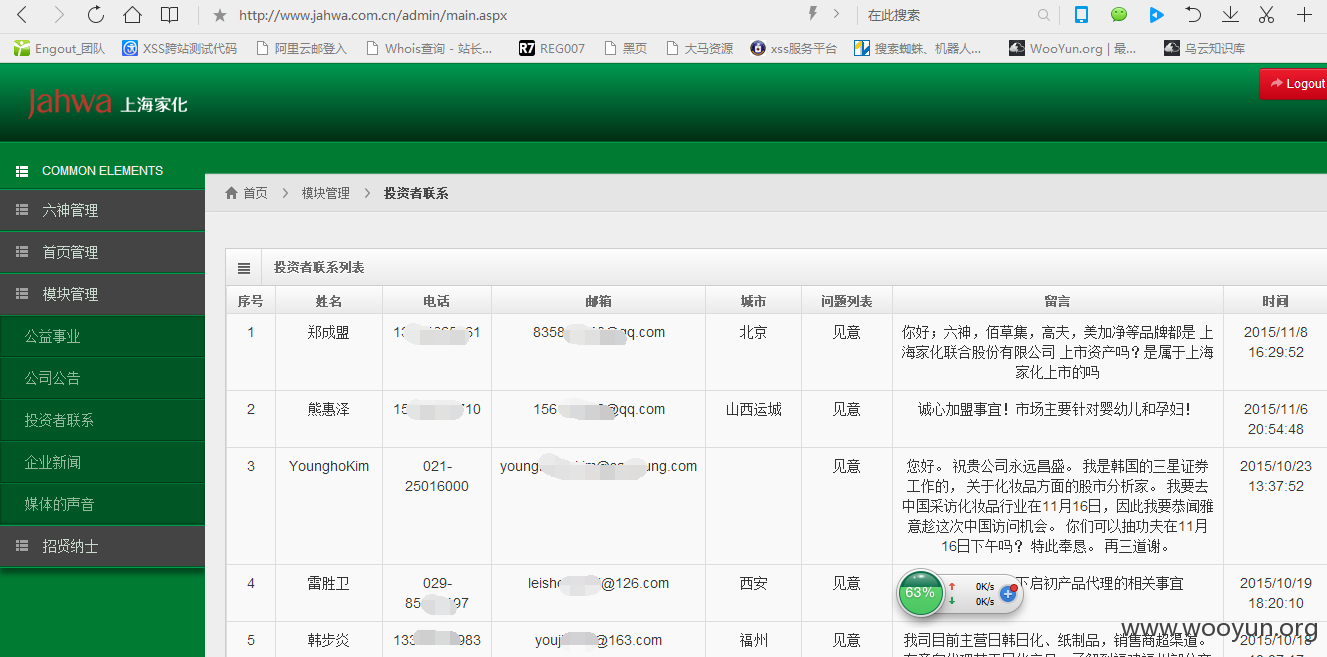 http://www.jahwa.com.cn/admin/main.aspx
在此搜索
Engout_团队
XSS跨站测试代码
阿里云邮登入
Whois查询 - 站长...
R7 REG007
黑页
大马资源
xss服务平台
搜索蜘蛛、机器人...
WooYun.org | 最...
乌云知识库
Jahwa 上海家化
Logout
COMMON ELEMENTS
六神管理
首页管理
模块管理
公益事业
公司公告
投资者联系
企业新闻
媒体的声音
招贤纳士
首页 模块管理 投资者联系
投资者联系列表
序号 姓名 电话 邮箱 城市 问题列表 留言 时间
1 郑成盟 13 61 8358 qq.com 北京 见意
你好；六神，佰草集，高夫，美加净等品牌都是 上
海家化联合股份有限公司 上市资产吗？是属于上海
家化上市的吗
2015/11/8
16:29:52
2 熊惠泽 15 10 156 @qq.com 山西运城 见意
诚心加盟事宜！市场主要针对婴幼儿和孕妇！
2015/11/6
20:54:48
3 YounghoKim
021-
25016000
young ung.com
见意
您好。 祝贵公司永远昌盛。 我是韩国的三星证券
工作的， 关于化妆品方面的股市分析家。 我要去
中国采访化妆品行业在11月16日，因此我要恭闻雅
意趁这次中国访问机会。 你们可以抽功夫在11月
16日下午吗？ 特此奉恳。 再三道谢。
2015/10/23
13:37:52
4 雷胜卫
029-
85 97
leish @126.com
西安 见意
下启初产品代理的相关事宜
2015/10/19
18:20:10
63%
0K/s
0K/s
5 韩步炎 133 983 youj @163.com 福州 见意
我司目前主营日韩日化、纸制品，销售商超渠道。
2015/10/18
www.wooyun.org